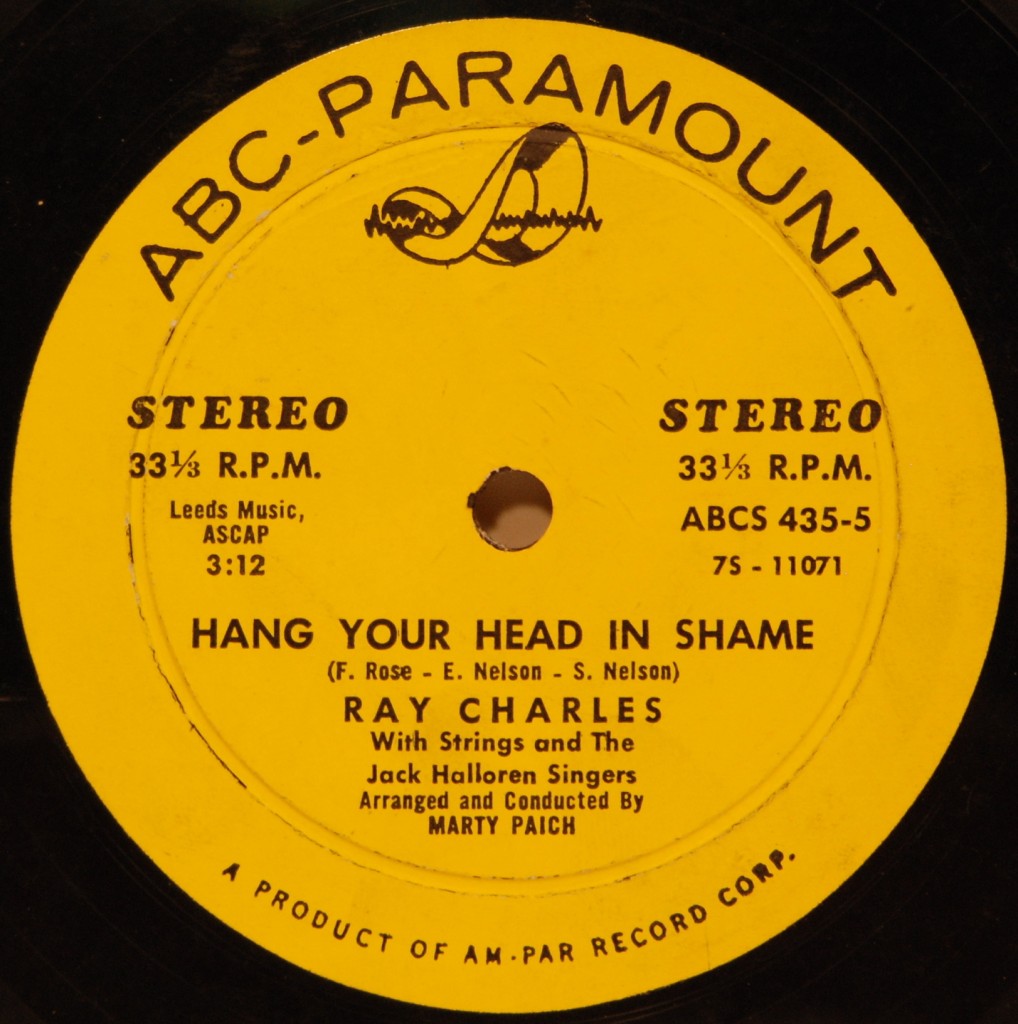 ABC-PARAMOUNT
STEREO
33⅓ R.P.M.
Leeds Music,
ASCAP
3:12
STEREO
33⅓ R.P.M.
ABCS 435-5
7S - 11071
HANG YOUR HEAD IN SHAME
(F. Rose - E. Nelson - S. Nelson)
RAY CHARLES
With Strings and The
Jack Halloren Singers
Arranged and Conducted By
MARTY PAICH
A PRODUCT OF AM-PAR RECORD CORP.